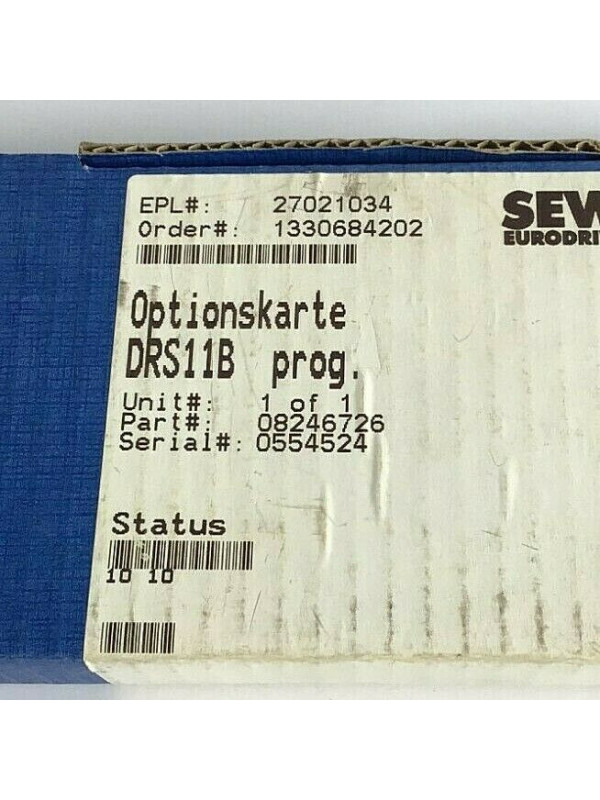 EPL#: 27021034
Order#: 1330684202
SEW
EURODRI
Optionskarte
DRS11B prog.
Unit#: 1 of 1
Part#: 08246726
Serial#: 0554524
Status
10 10